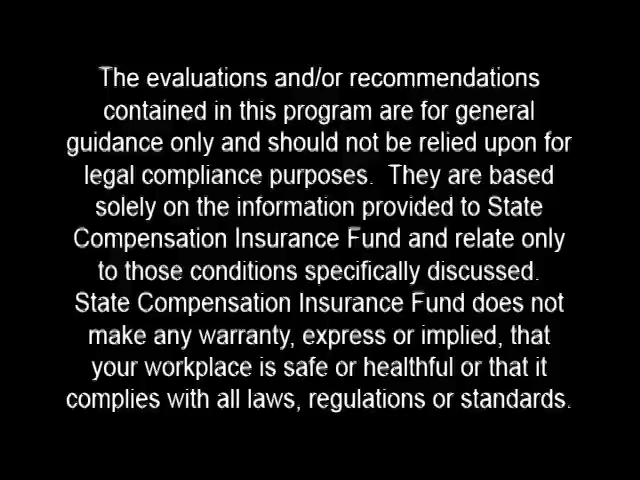 The evaluations and/or recommendations
contained in this program are for general
guidance only and should not be relied upon for
legal compliance purposes.  They are based
solely on the information provided to State
Compensation Insurance Fund and relate only
to those conditions specifically discussed.
State Compensation Insurance Fund does not
make any warranty, express or implied, that
your workplace is safe or healthful or that it
complies with all laws, regulations or standards.